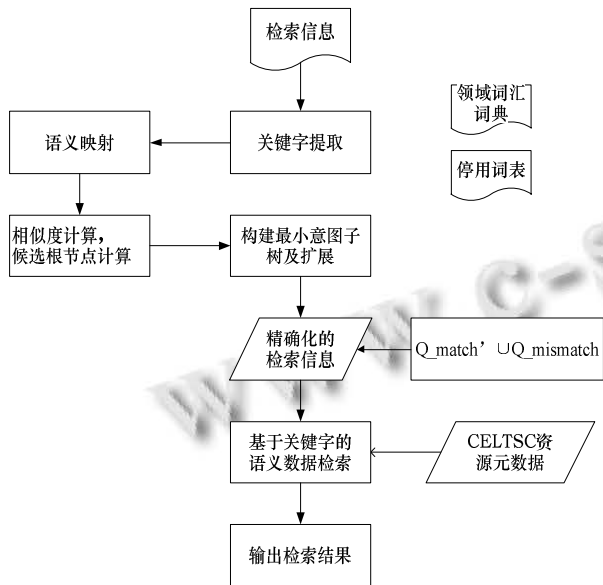 检索信息
领域词汇
词典
语义映射
关键字提取
停用词表
相似度计算，
候选根节点计算
构建最小意图子
树及扩展
精确化的
检索信息
Q_match’ ∪Q_mismatch
基于关键字的
语义数据检索
CELTSC资
源元数据
输出检索结果
www c-s